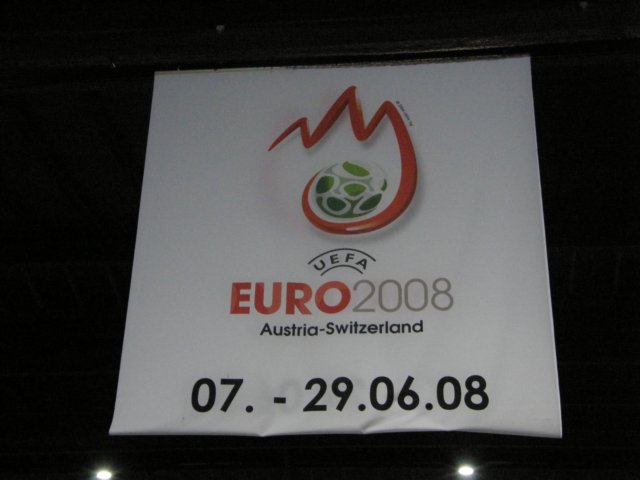 UEFA
EURO2008
Austria-Switzerland
07. - 29.06.08